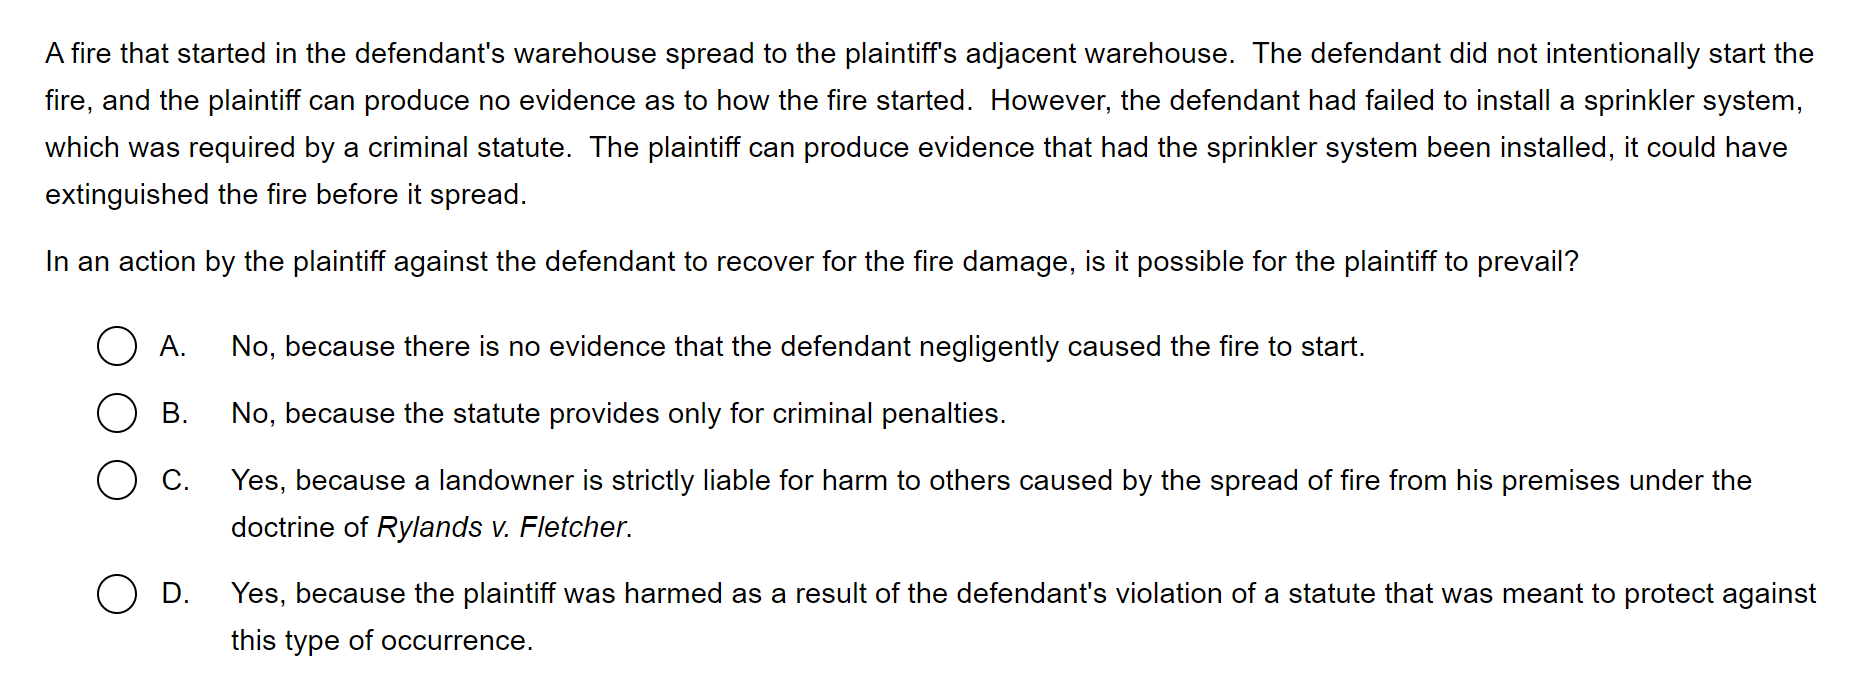 A fire that started in the defendant's warehouse spread to the plaintiff's adjacent warehouse.  The defendant did not intentionally start the
fire, and the plaintiff can produce no evidence as to how the fire started.  However, the defendant had failed to install a sprinkler system,
which was required by a criminal statute.  The plaintiff can produce evidence that had the sprinkler system been installed, it could have
extinguished the fire before it spread.
In an action by the plaintiff against the defendant to recover for the fire damage, is it possible for the plaintiff to prevail?
A. No, because there is no evidence that the defendant negligently caused the fire to start.
B. No, because the statute provides only for criminal penalties.
C. Yes, because a landowner is strictly liable for harm to others caused by the spread of fire from his premises under the
doctrine of Rylands v. Fletcher.
D. Yes, because the plaintiff was harmed as a result of the defendant's violation of a statute that was meant to protect against
this type of occurrence.